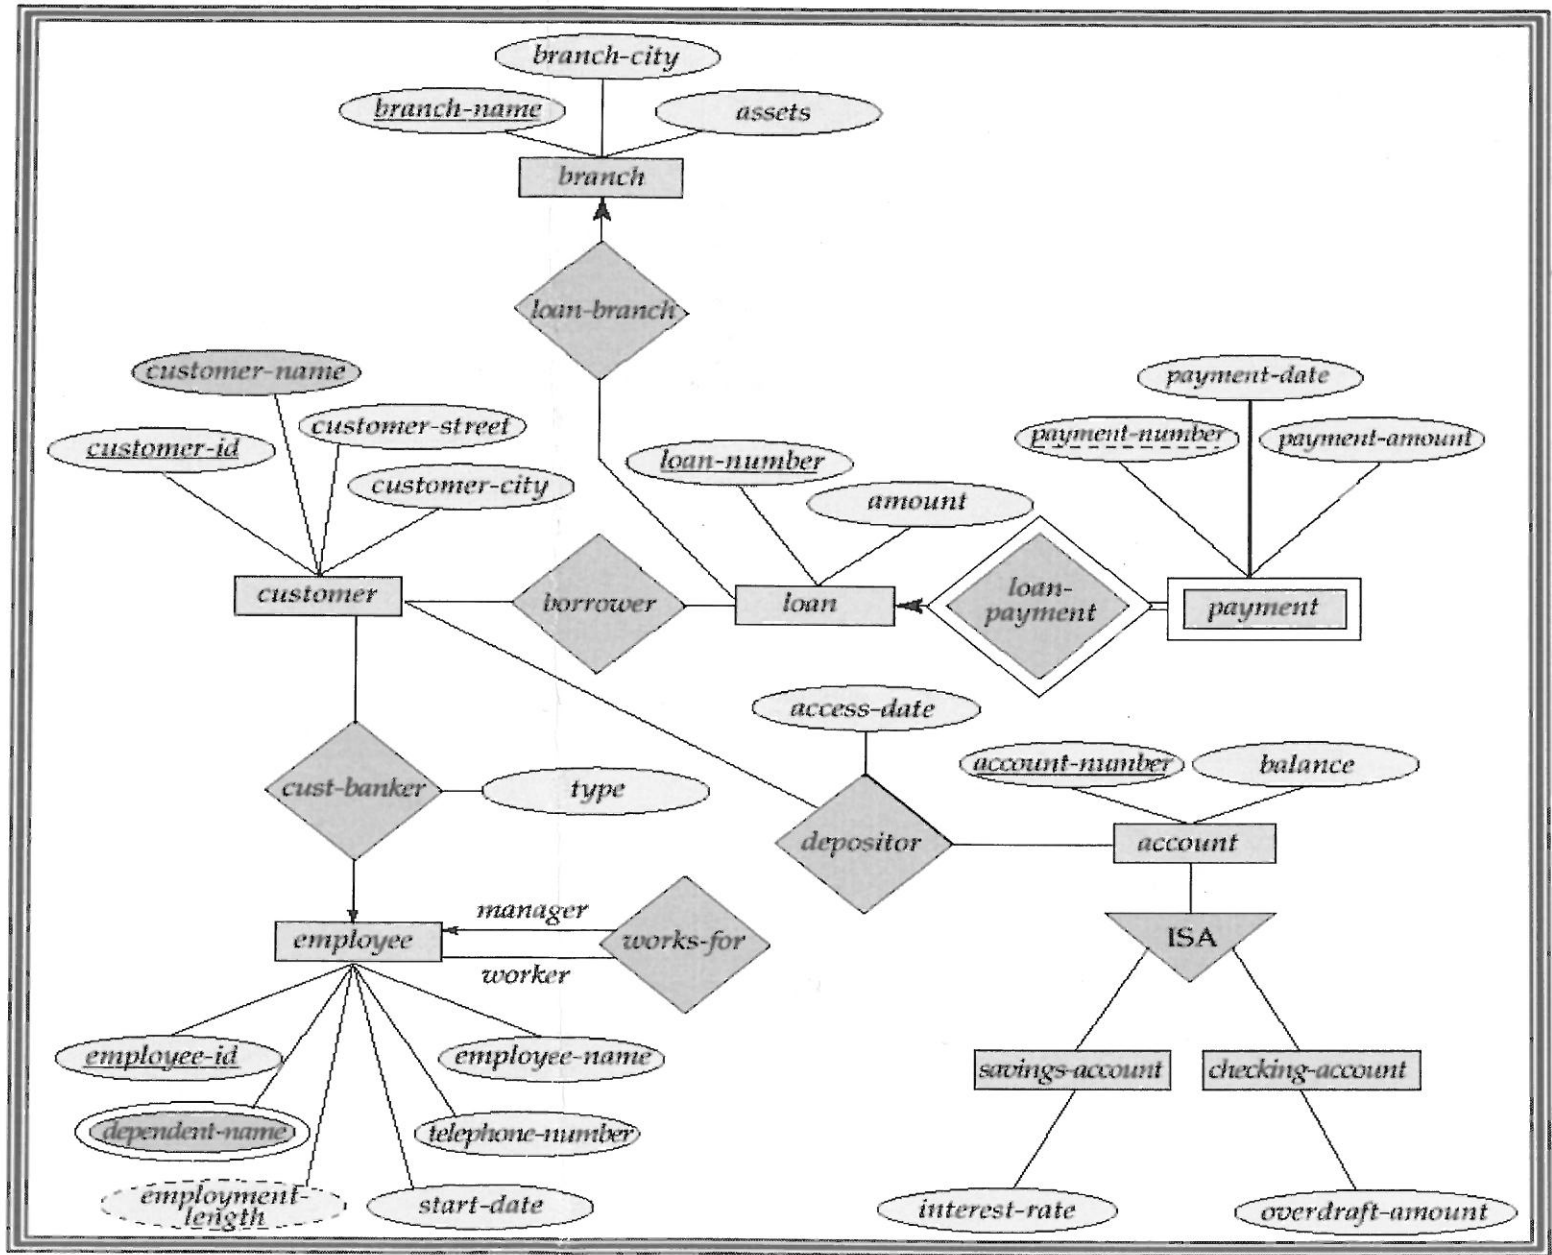 branch-city
branch-name
assets
branch
loan-branch
customer-name
payment-date
customer-street
payment-number
payment-amount
customer-id
loan-number
customer-city
amount
customer
borrower
loan
loan-
payment
payment
access-date
account-number
balance
cust-banker
type
depositor
account
manager
employee
works-for
ISA
worker
employee-id
employee-name
savings-account
checking-account
dependent-name
telephone-number
employment-
length
start-date
interest-rate
overdraft-amount